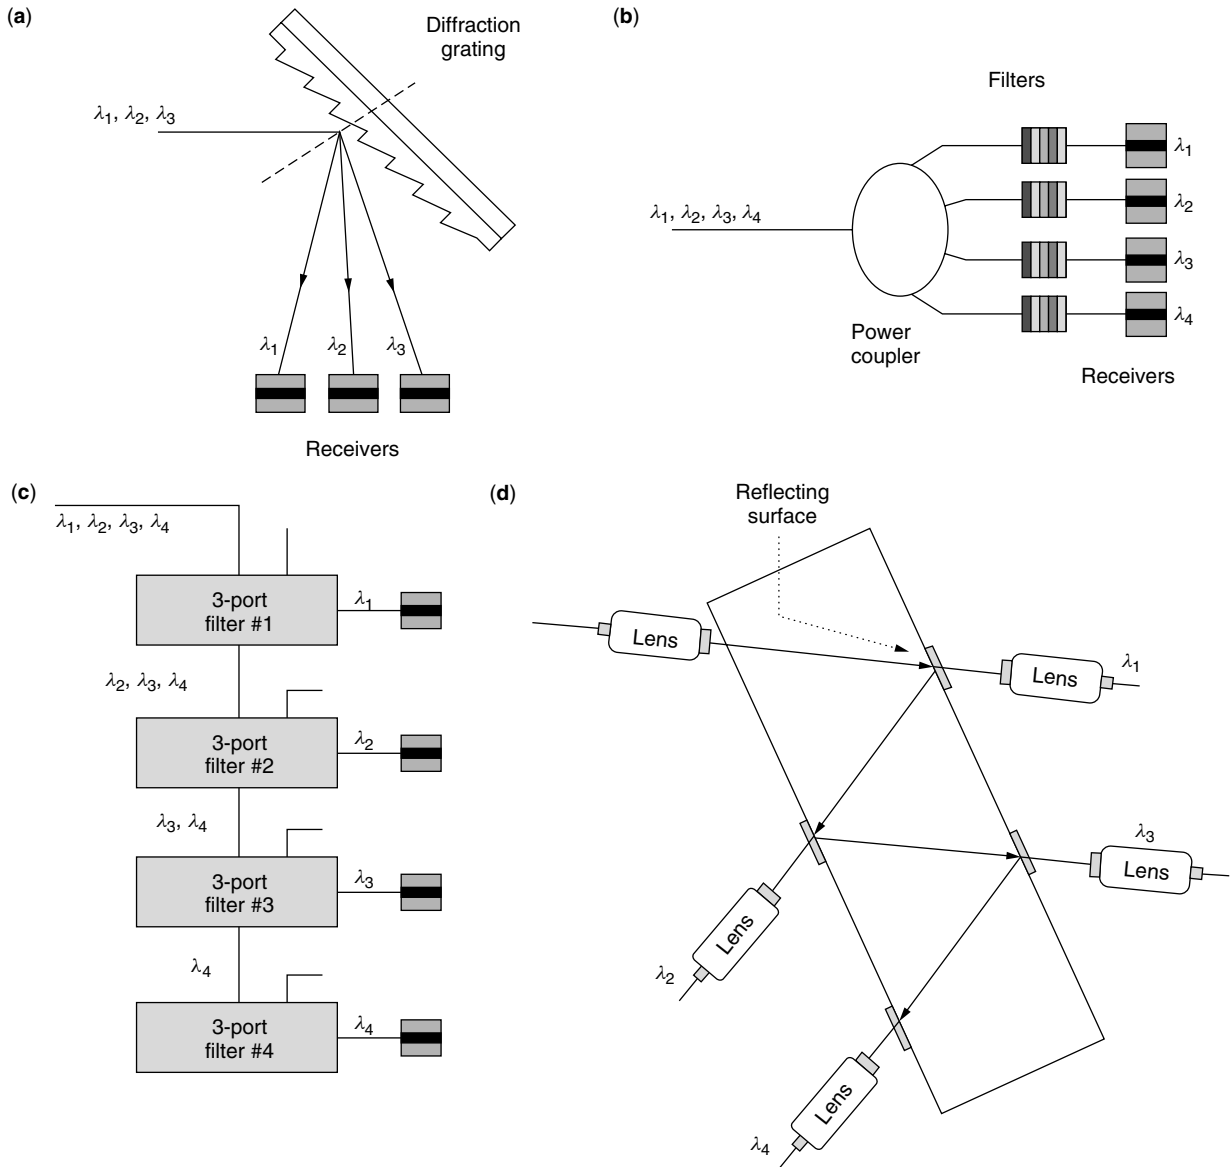 (a)
Diffraction
grating
λ1, λ2, λ3
λ1
λ2
λ3
Receivers
(b)
Filters
λ1, λ2, λ3, λ4
λ1
λ2
λ3
λ4
Power
coupler
Receivers
(c)
λ1, λ2, λ3, λ4
3-port
filter #1
λ1
λ2, λ3, λ4
3-port
filter #2
λ2
λ3, λ4
3-port
filter #3
λ3
λ4
3-port
filter #4
λ4
(d)
Reflecting
surface
Lens
Lens
λ1
λ3
Lens
Lens
λ2
Lens
λ4